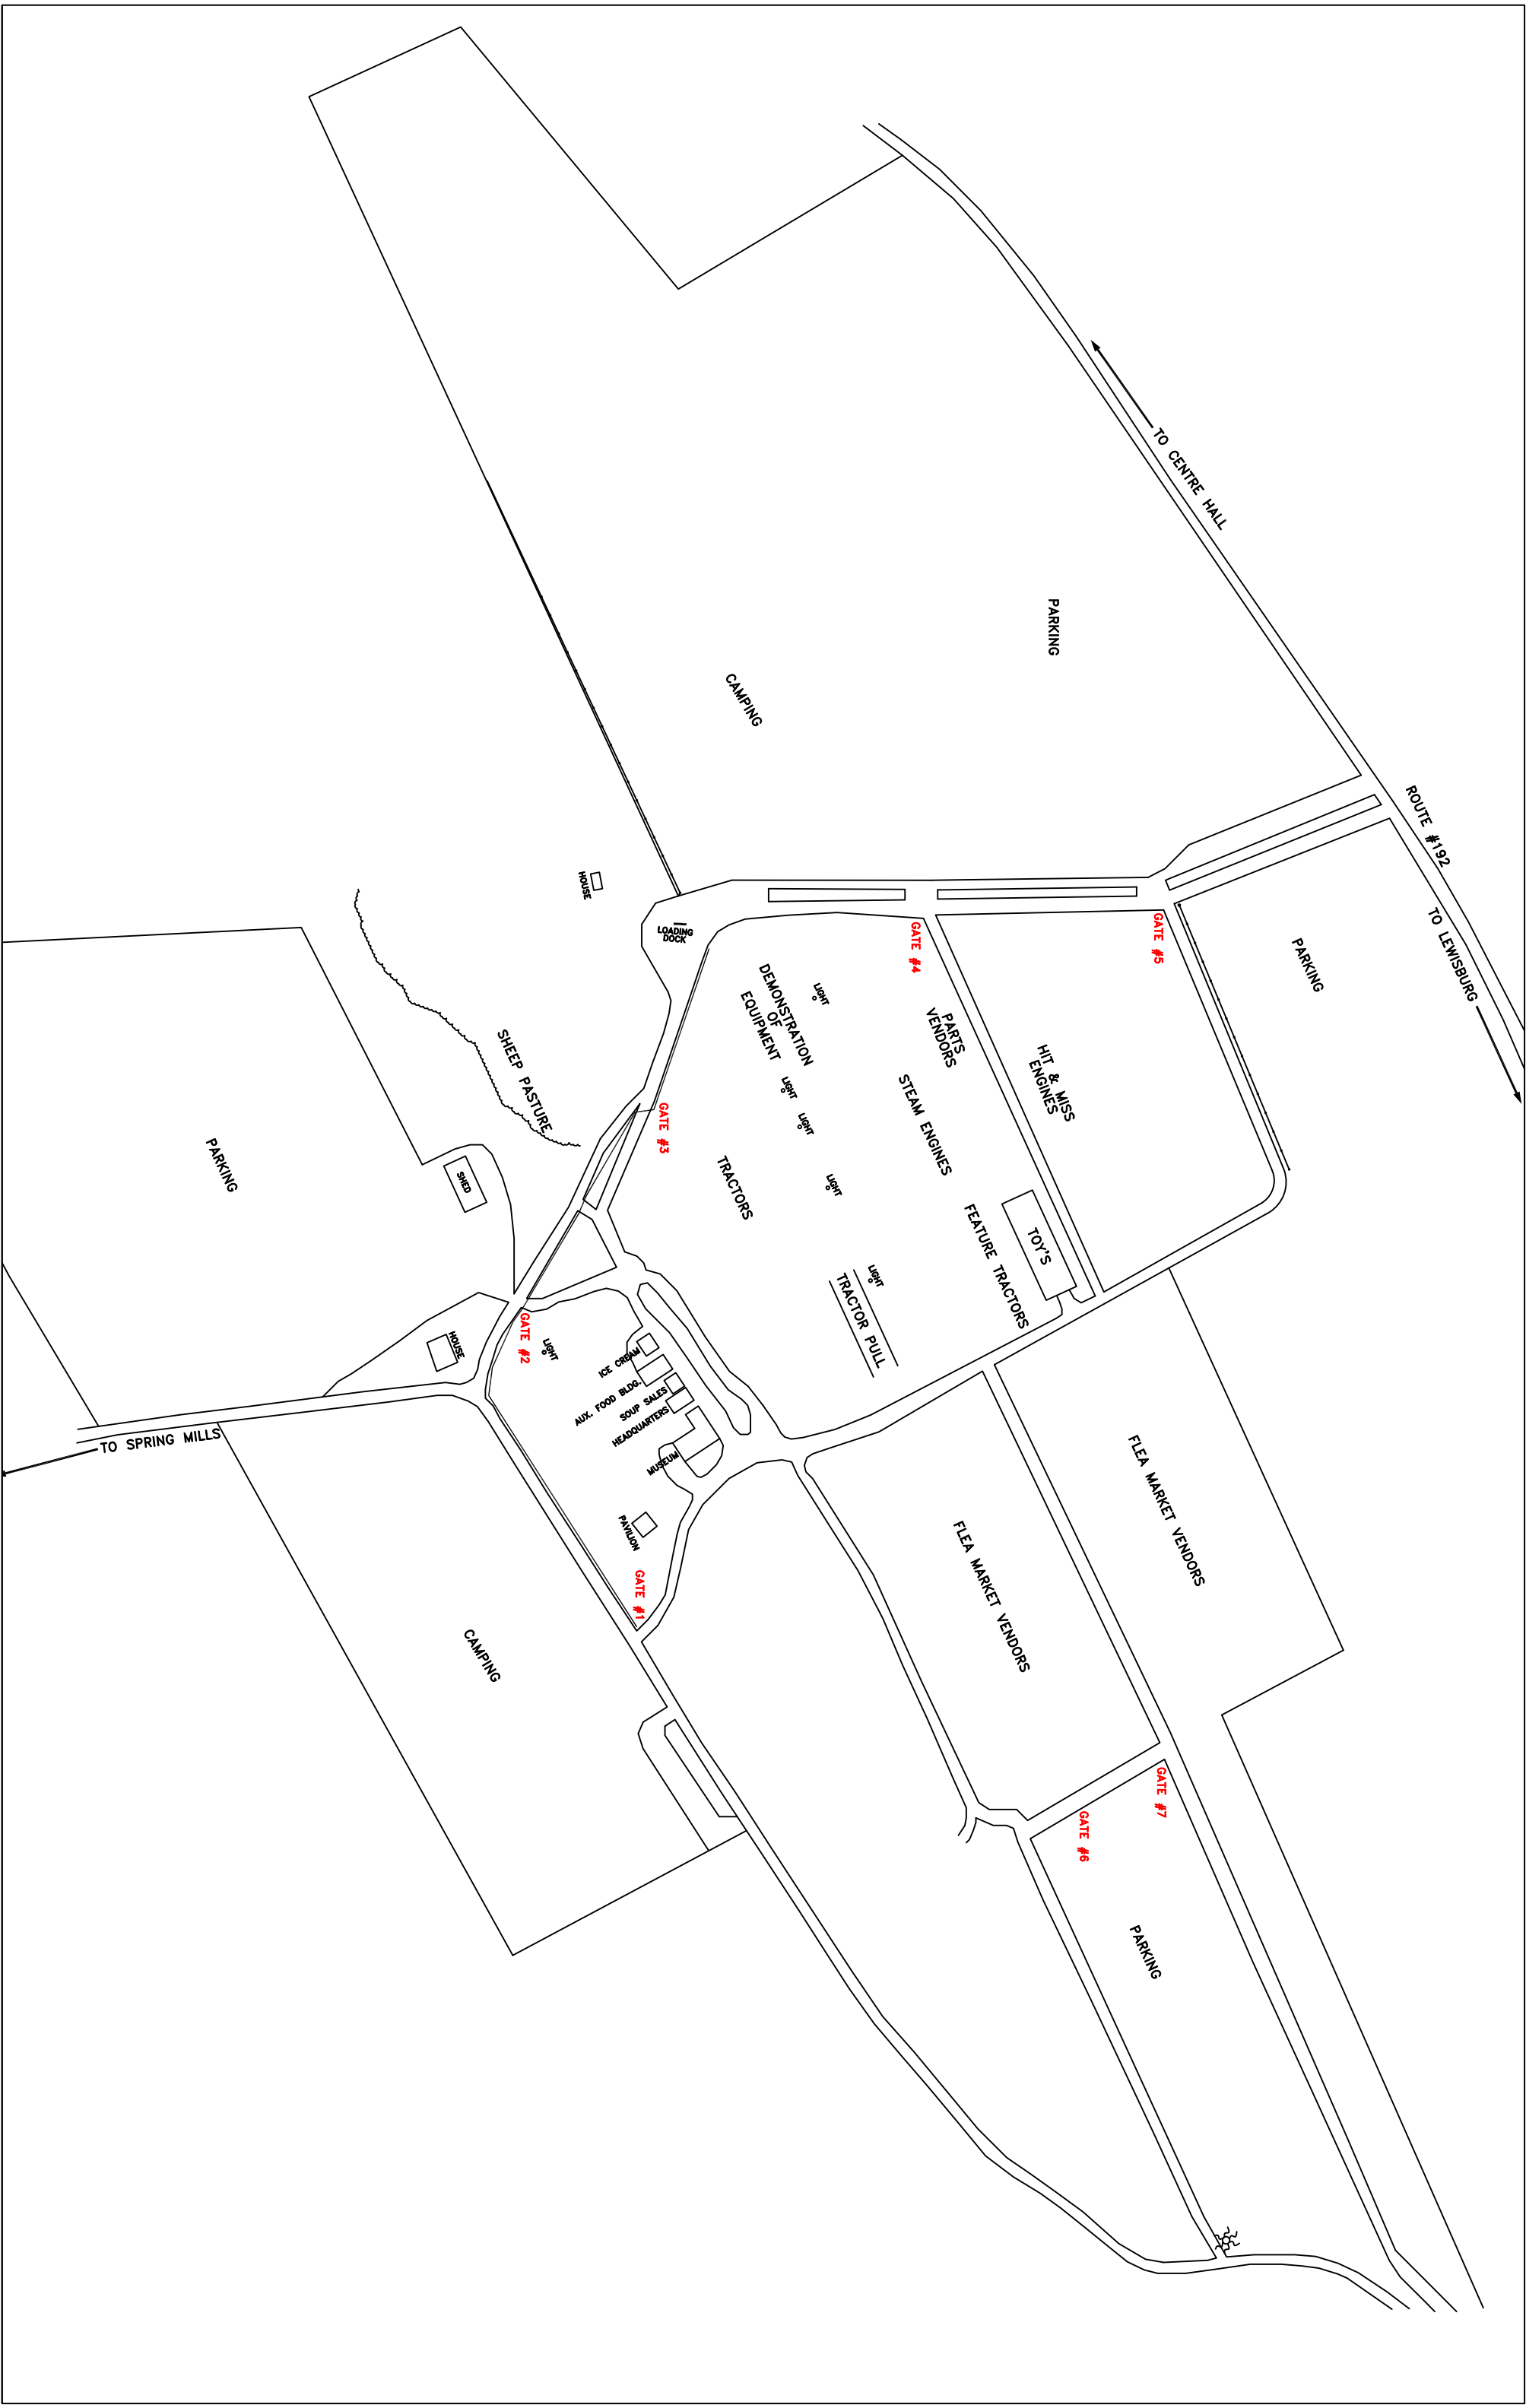 TO CENTRE HALL
ROUTE #192
TO LEWISBURG
PARKING
CAMPING
PARKING
GATE #5
GATE #4
HOUSE
LOADING
DOCK
PARTS
VENDORS
HIT & MISS
ENGINES
DEMONSTRATION
OF
EQUIPMENT
LIGHT
LIGHT
LIGHT
LIGHT
LIGHT
STEAM ENGINES
FEATURE TRACTORS
TOY'S
TRACTORS
TRACTOR PULL
GATE #3
SHEEP PASTURE
SHED
PARKING
HOUSE
GATE #2
LIGHT
ICE CREAM
AUX. FOOD BLDG.
SOUP SALES
HEADQUARTERS
MUSEUM
PAVILION
GATE #1
TO SPRING MILLS
CAMPING
FLEA MARKET VENDORS
FLEA MARKET VENDORS
GATE #7
GATE #6
PARKING